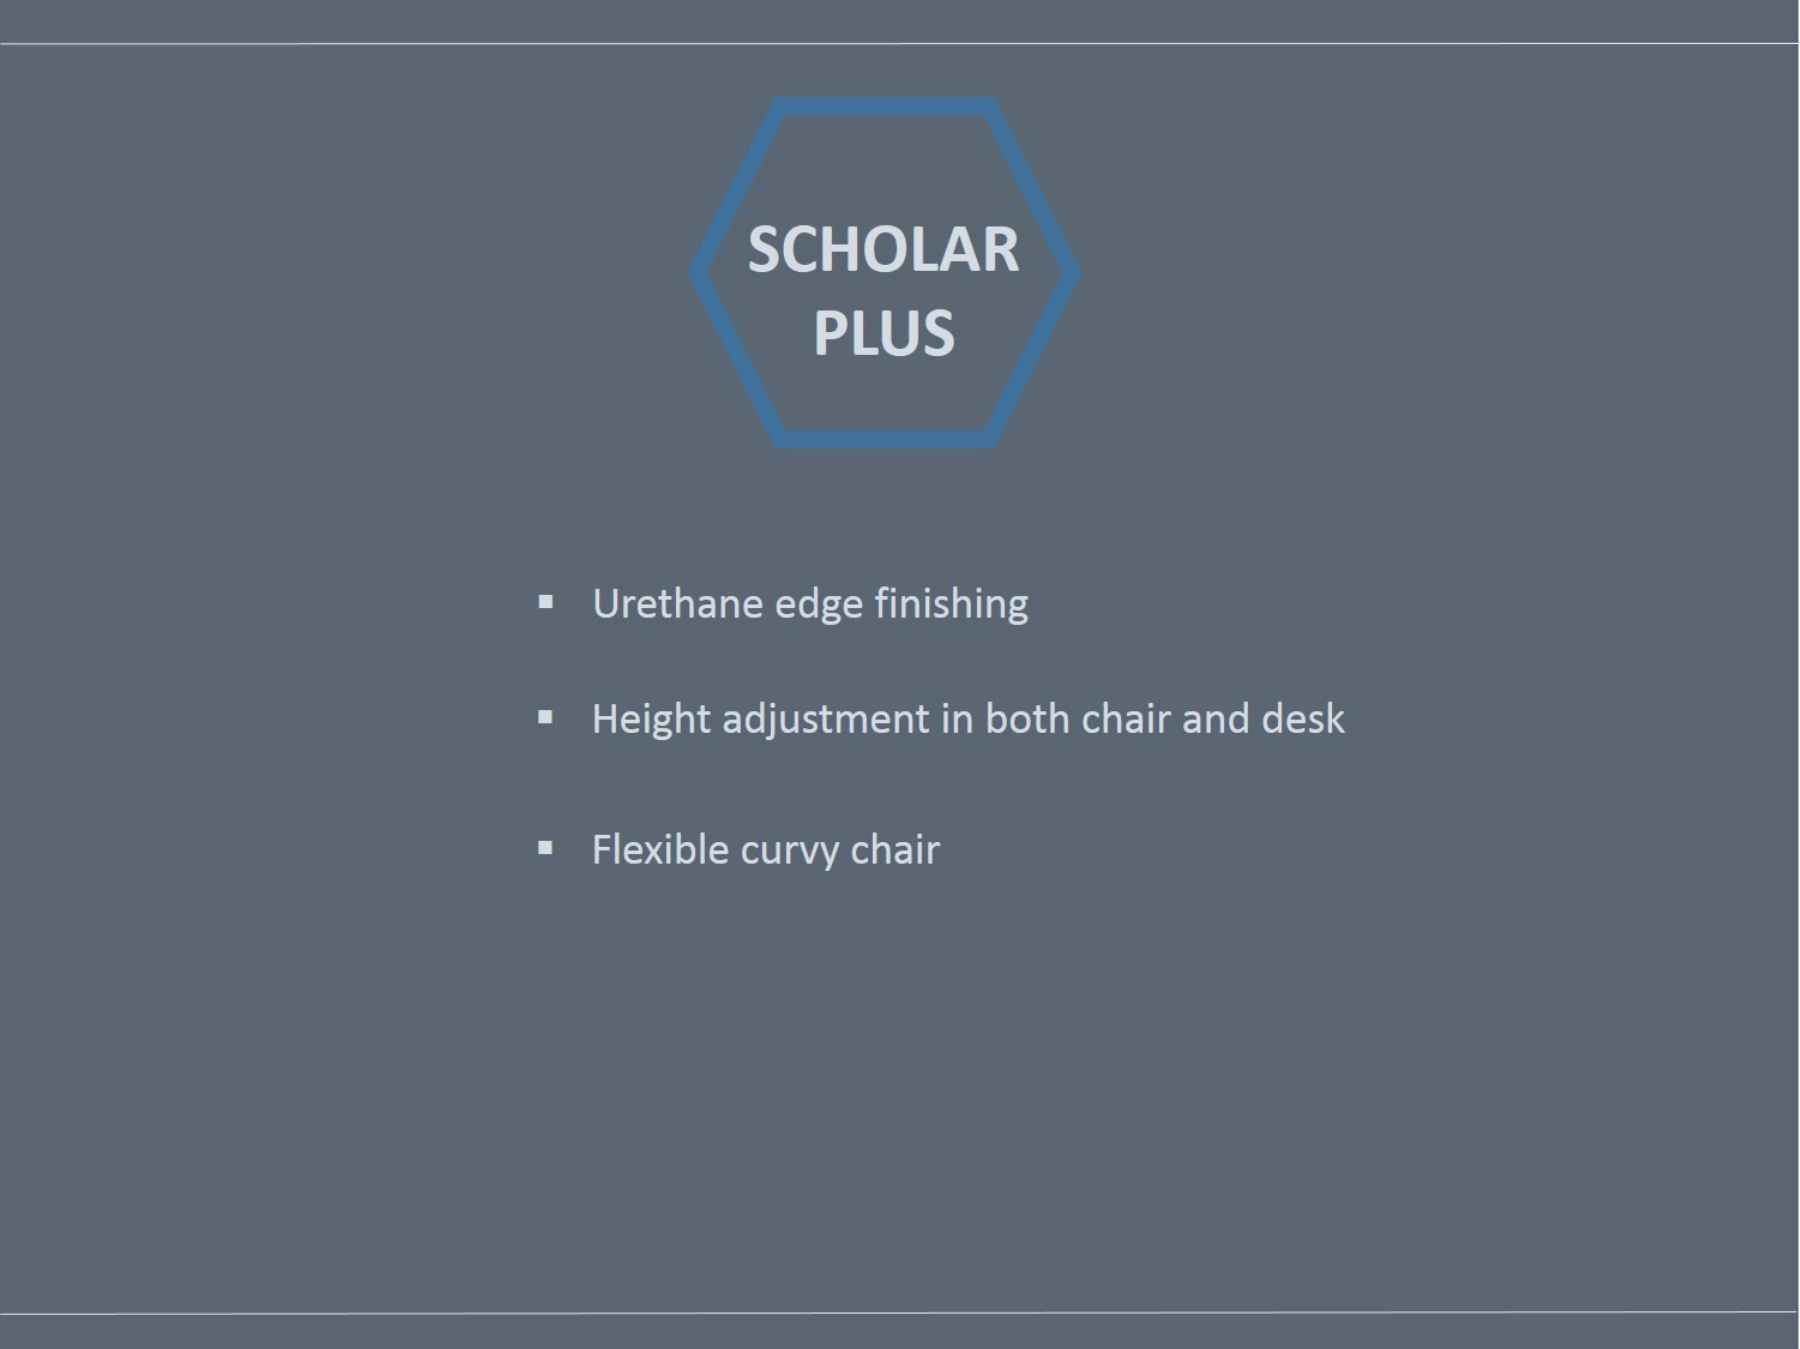 SCHOLAR
PLUS
▪ Urethane edge finishing
▪ Height adjustment in both chair and desk
▪ Flexible curvy chair